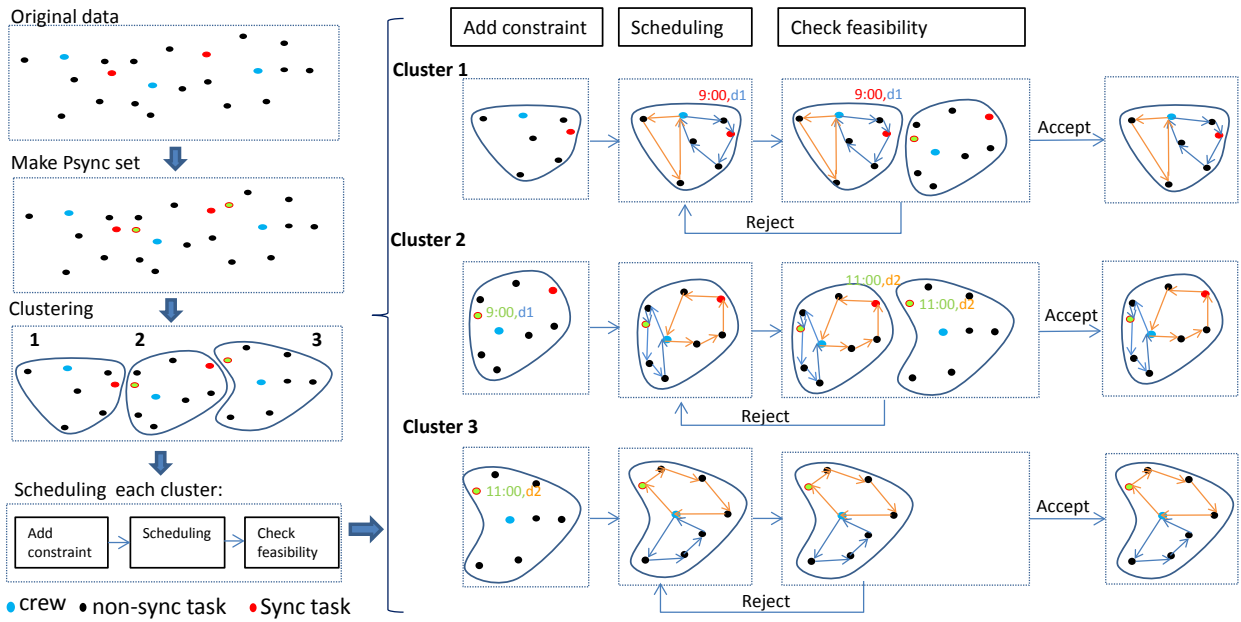 Original data
Make Psync set
Clustering
1
2
3
Scheduling each cluster:
Add constraint
Scheduling
Check feasibility
crew
non-sync task
Sync task
Add constraint
Scheduling
Check feasibility
Cluster 1
9:00,d1
9:00,d1
Accept
Reject
Cluster 2
9:00,d1
11:00,d2
11:00,d2
Accept
Reject
Cluster 3
11:00,d2
Accept
Reject